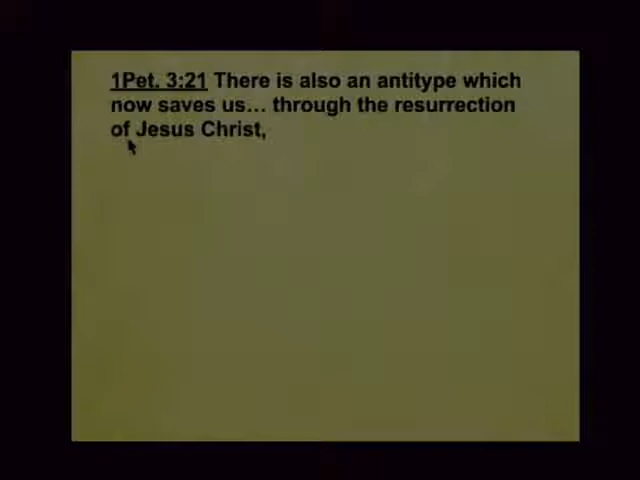 1Pet. 3:21 There is also an antitype which
now saves us… through the resurrection
of Jesus Christ,